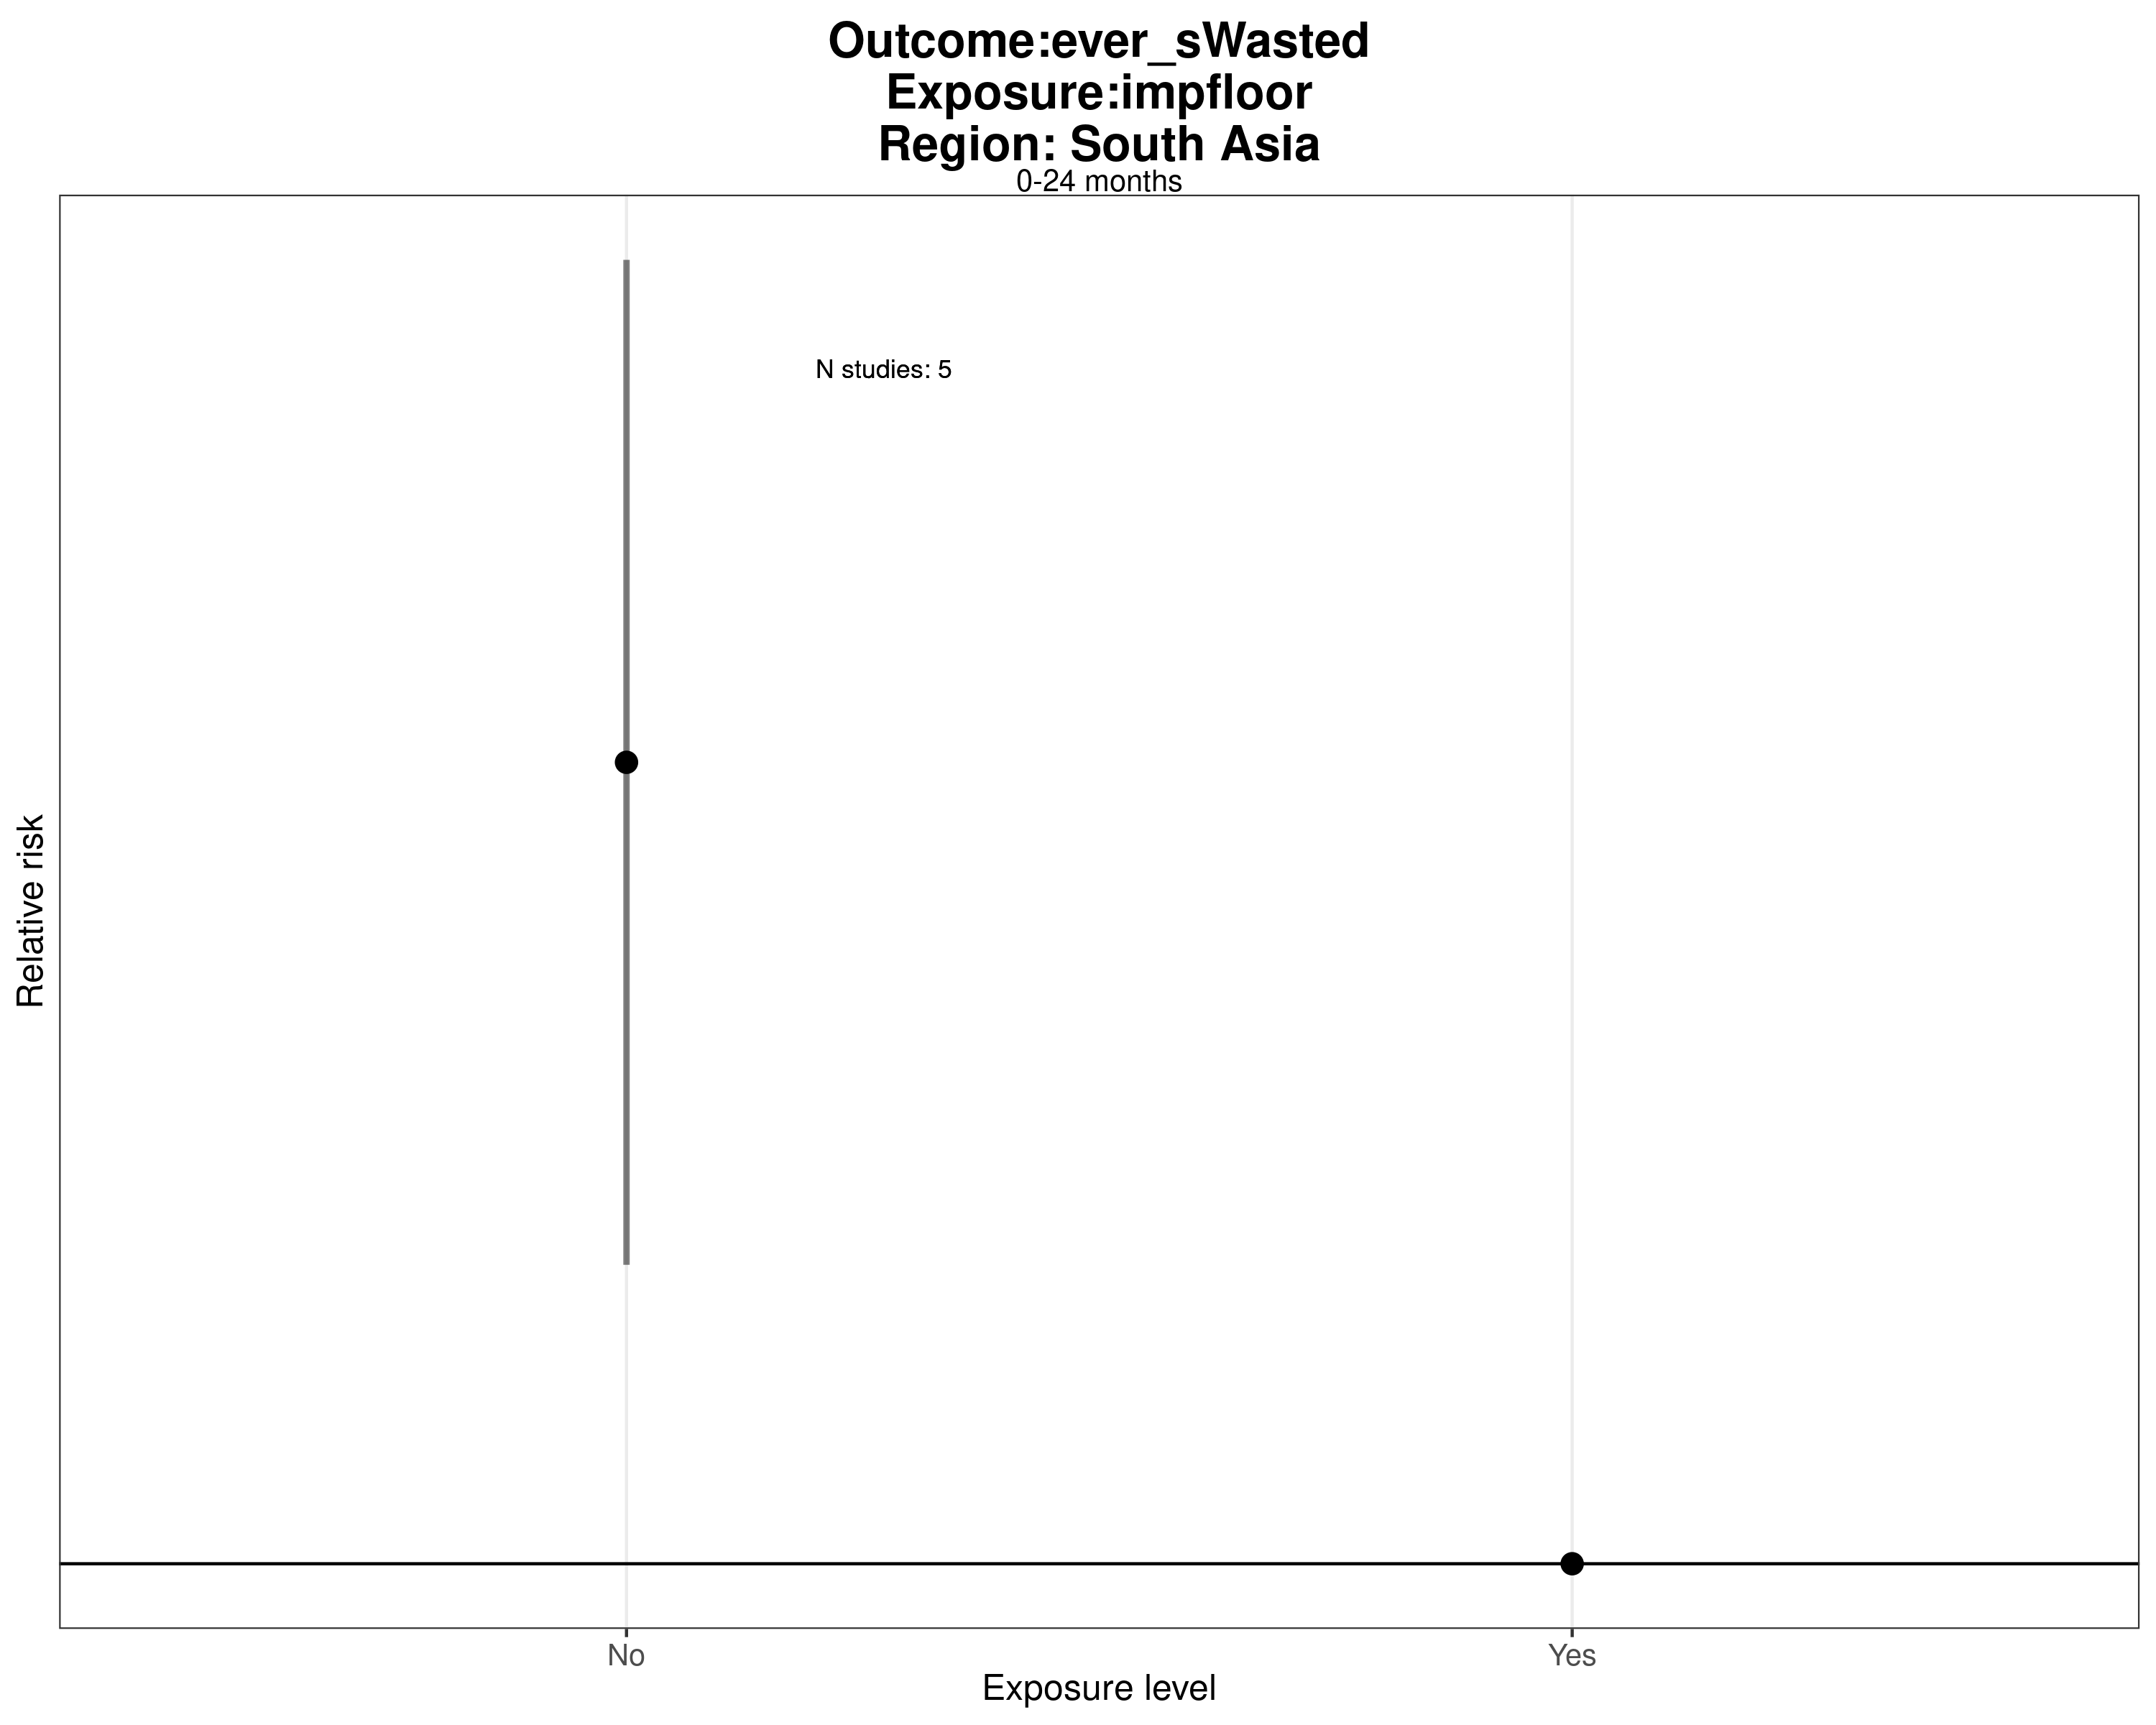 Outcome:ever_sWasted
Exposure:impfloor
Region: South Asia
0-24 months
N studies: 5
Relative risk
No
Yes
Exposure level